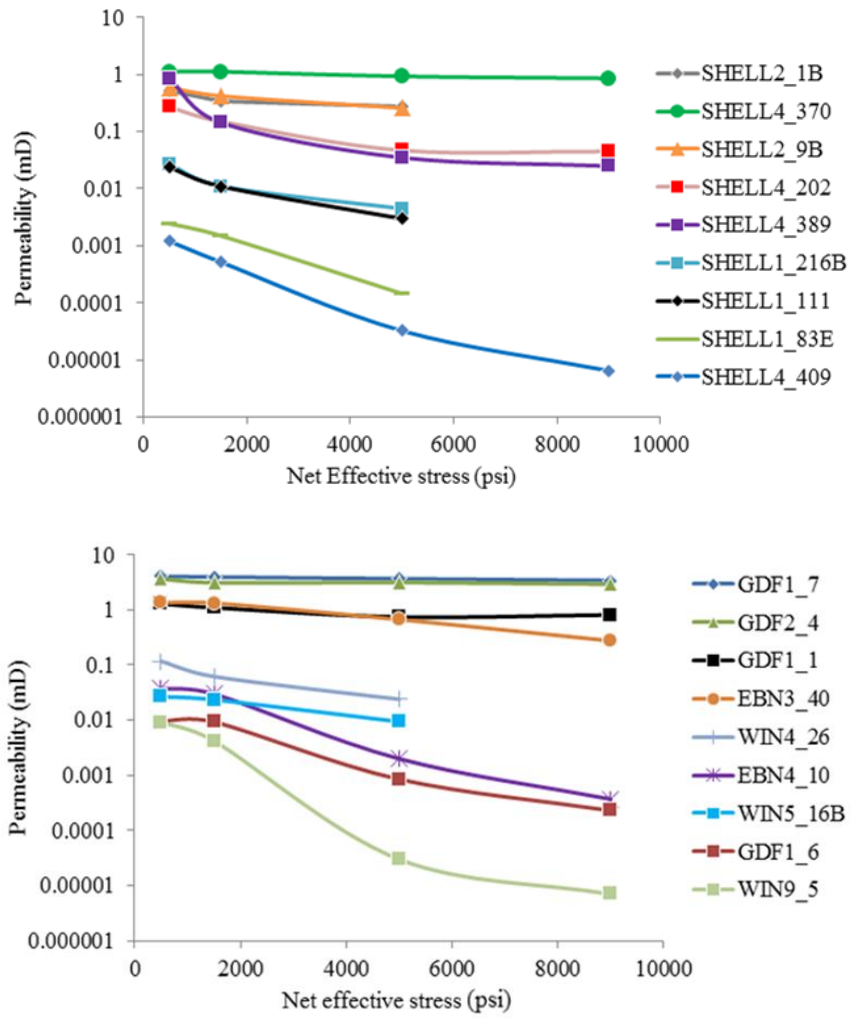 10
1
0.1
0.01
0.001
0.0001
0.00001
0.000001
Permeability (mD)
0 2000 4000 6000 8000 10000
Net Effective stress (psi)
SHELL2_1B
SHELL4_370
SHELL2_9B
SHELL4_202
SHELL4_389
SHELL1_216B
SHELL1_111
SHELL1_83E
SHELL4_409
10
1
0.1
0.01
0.001
0.0001
0.00001
0.000001
Permeability (mD)
0 2000 4000 6000 8000 10000
Net effective stress (psi)
GDF1_7
GDF2_4
GDF1_1
EBN3_40
WIN4_26
EBN4_10
WIN5_16B
GDF1_6
WIN9_5